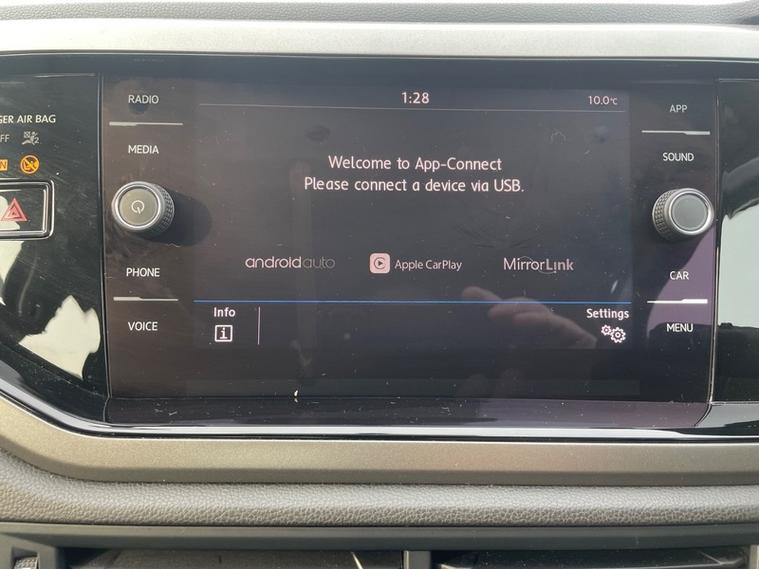 RADIO
1:28
10.0°C
APP
GER AIR BAG
FF
MEDIA
SOUND
Welcome to App-Connect
Please connect a device via USB.
androidauto
Apple CarPlay
MirrorLink
PHONE
CAR
Info
Settings
VOICE
MENU